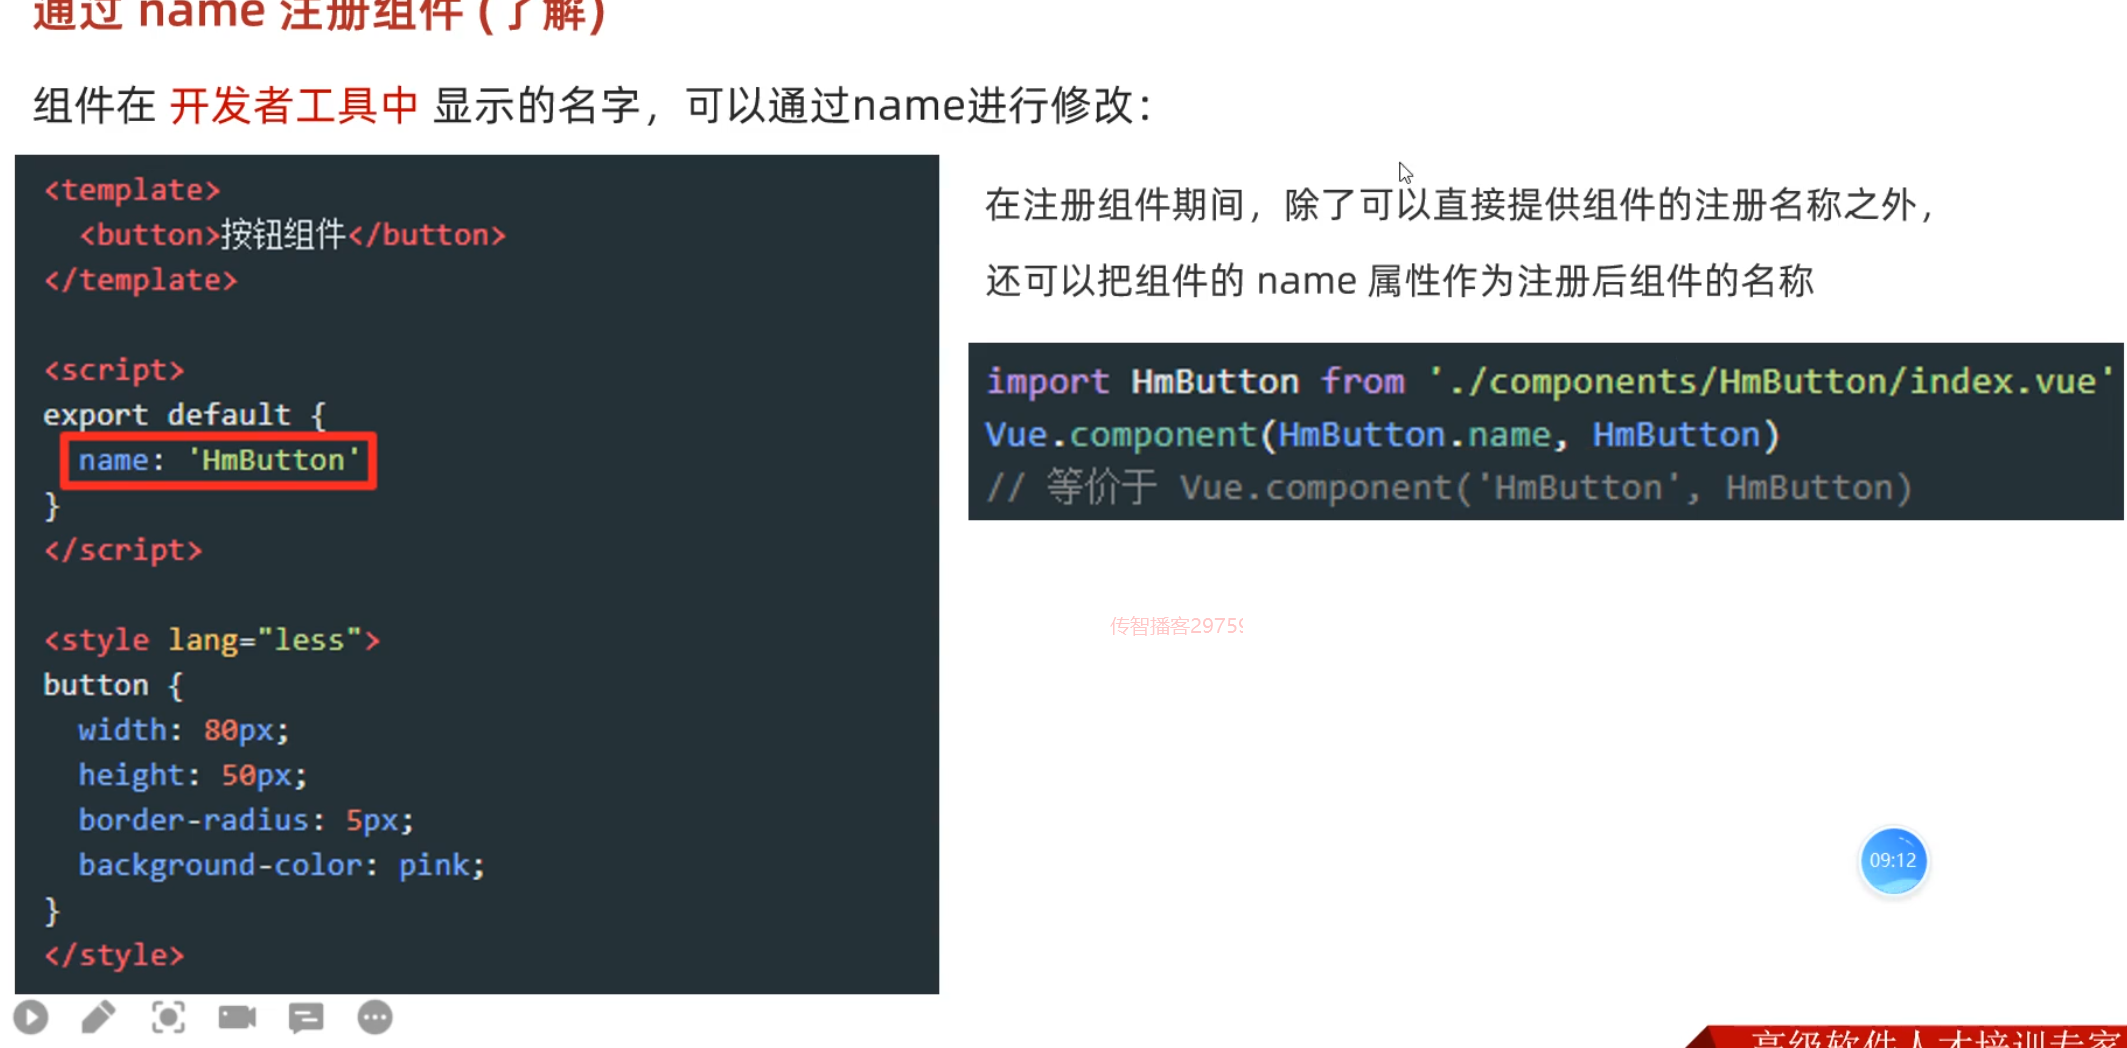 通过 name 注册组件 (了解)
组件在 开发者工具中 显示的名字，可以通过name进行修改：
<template>
  <button>按钮组件</button>
</template>
<script>
export default {
  name: 'HmButton'
}
</script>
<style lang="less">
button {
  width: 80px;
  height: 50px;
  border-radius: 5px;
  background-color: pink;
}
</style>
在注册组件期间，除了可以直接提供组件的注册名称之外，
还可以把组件的 name 属性作为注册后组件的名称
import HmButton from './components/HmButton/index.vue'
Vue.component(HmButton.name, HmButton)
// 等价于 Vue.component('HmButton', HmButton)
传智播客29759
09:12
高级软件人才培训专家